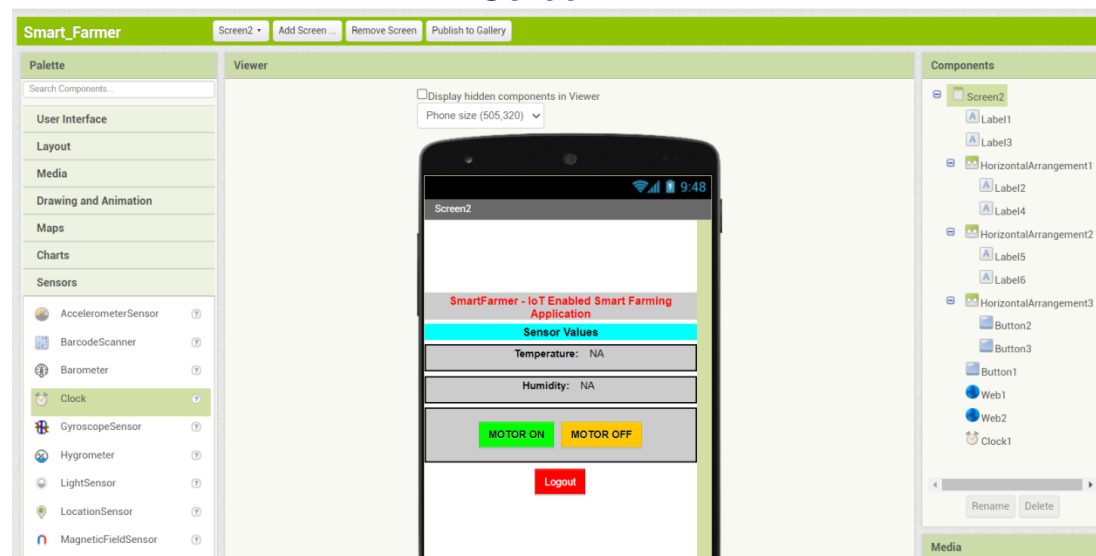 Smart_Farmer
Screen2
Add Screen ...
Remove Screen
Publish to Gallery
Palette
Search Components...
User Interface
Layout
Media
Drawing and Animation
Maps
Charts
Sensors
AccelerometerSensor
BarcodeScanner
Barometer
Clock
GyroscopeSensor
Hygrometer
LightSensor
LocationSensor
MagneticFieldSensor
Viewer
Display hidden components in Viewer
Phone size (505,320)
9:48
Screen2
SmartFarmer - IoT Enabled Smart Farming
Application
Sensor Values
Temperature: NA
Humidity: NA
MOTOR ON MOTOR OFF
Logout
Components
Screen2
Label1
Label3
HorizontalArrangement1
Label2
Label4
HorizontalArrangement2
Label5
Label6
HorizontalArrangement3
Button2
Button3
Button1
Web1
Web2
Clock1
Rename Delete
Media